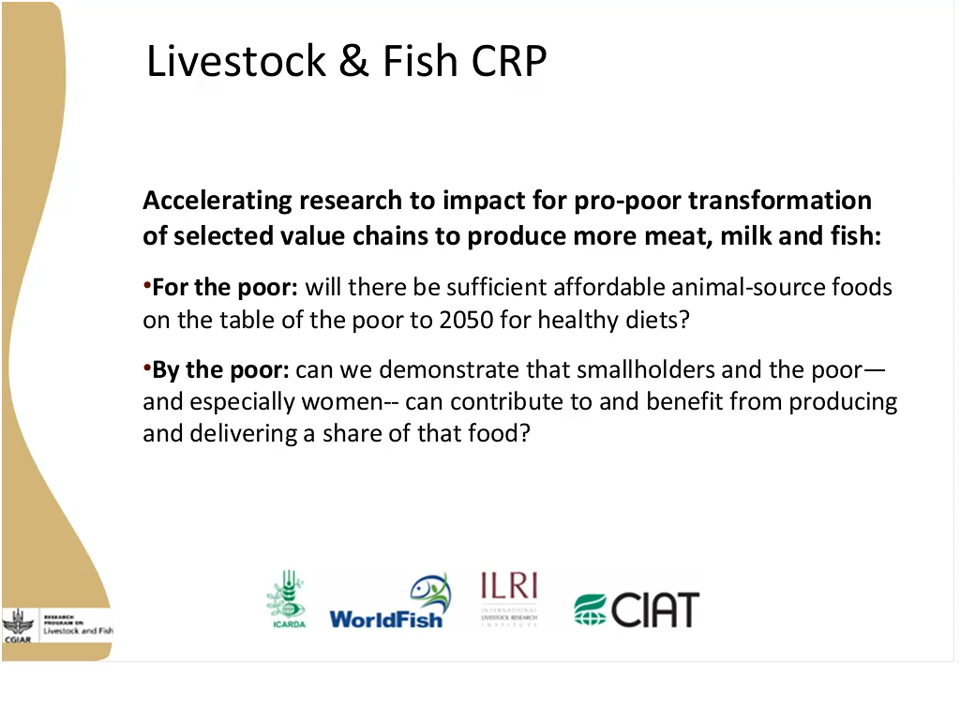 Livestock & Fish CRP
Accelerating research to impact for pro-poor transformation
of selected value chains to produce more meat, milk and fish:
•For the poor: will there be sufficient affordable animal-source foods
on the table of the poor to 2050 for healthy diets?
•By the poor: can we demonstrate that smallholders and the poor—
and especially women-- can contribute to and benefit from producing
and delivering a share of that food?
ICARDA
WorldFish
ILRI
INTERNATIONAL
LIVESTOCK RESEARCH
INSTITUTE
CIAT
CGIAR
RESEARCH
PROGRAM ON
Livestock and Fish